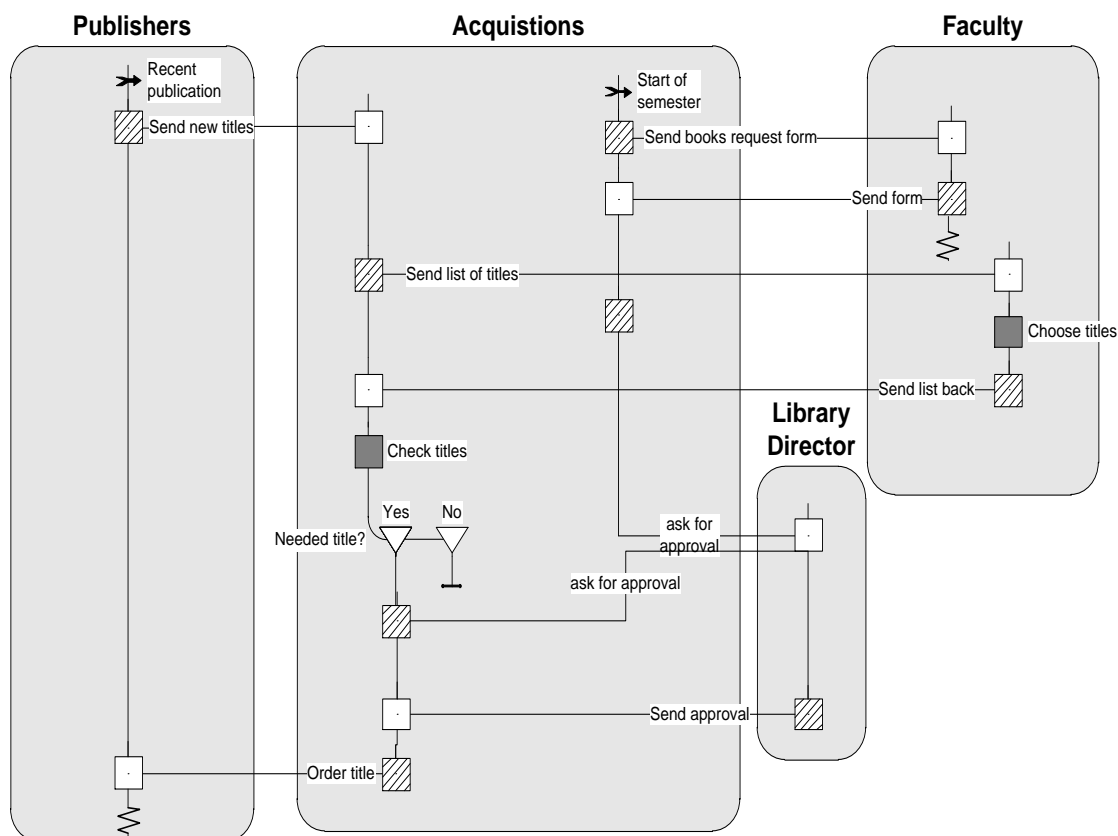 Publishers
Acquistions
Faculty
Recent
publication
Start of
semester
Send new titles
Send books request form
Send form
Send list of titles
Choose titles
Send list back
Library
Director
Check titles
Yes
No
Needed title?
ask for
approval
ask for approval
Send approval
Order title